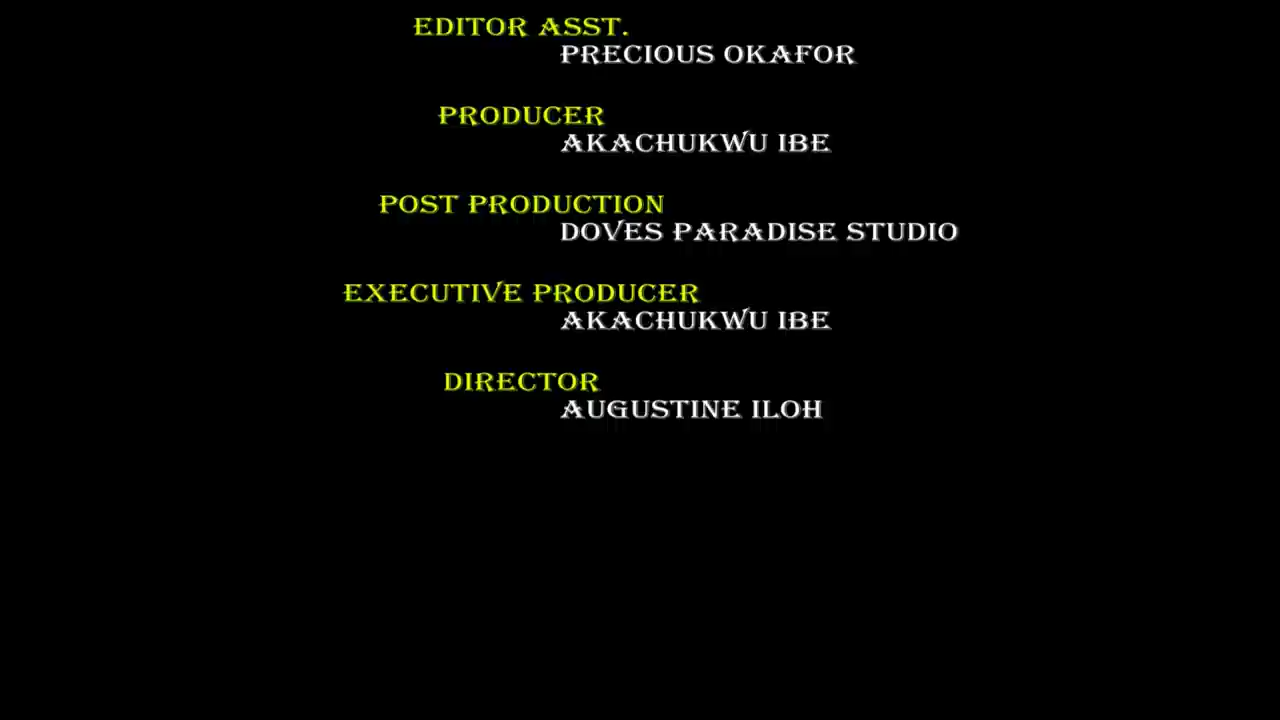 EDITOR ASST.
PRECIOUS OKAFOR
PRODUCER
AKACHUKWU IBE
POST PRODUCTION
DOVES PARADISE STUDIO
EXECUTIVE PRODUCER
AKACHUKWU IBE
DIRECTOR
AUGUSTINE ILOH